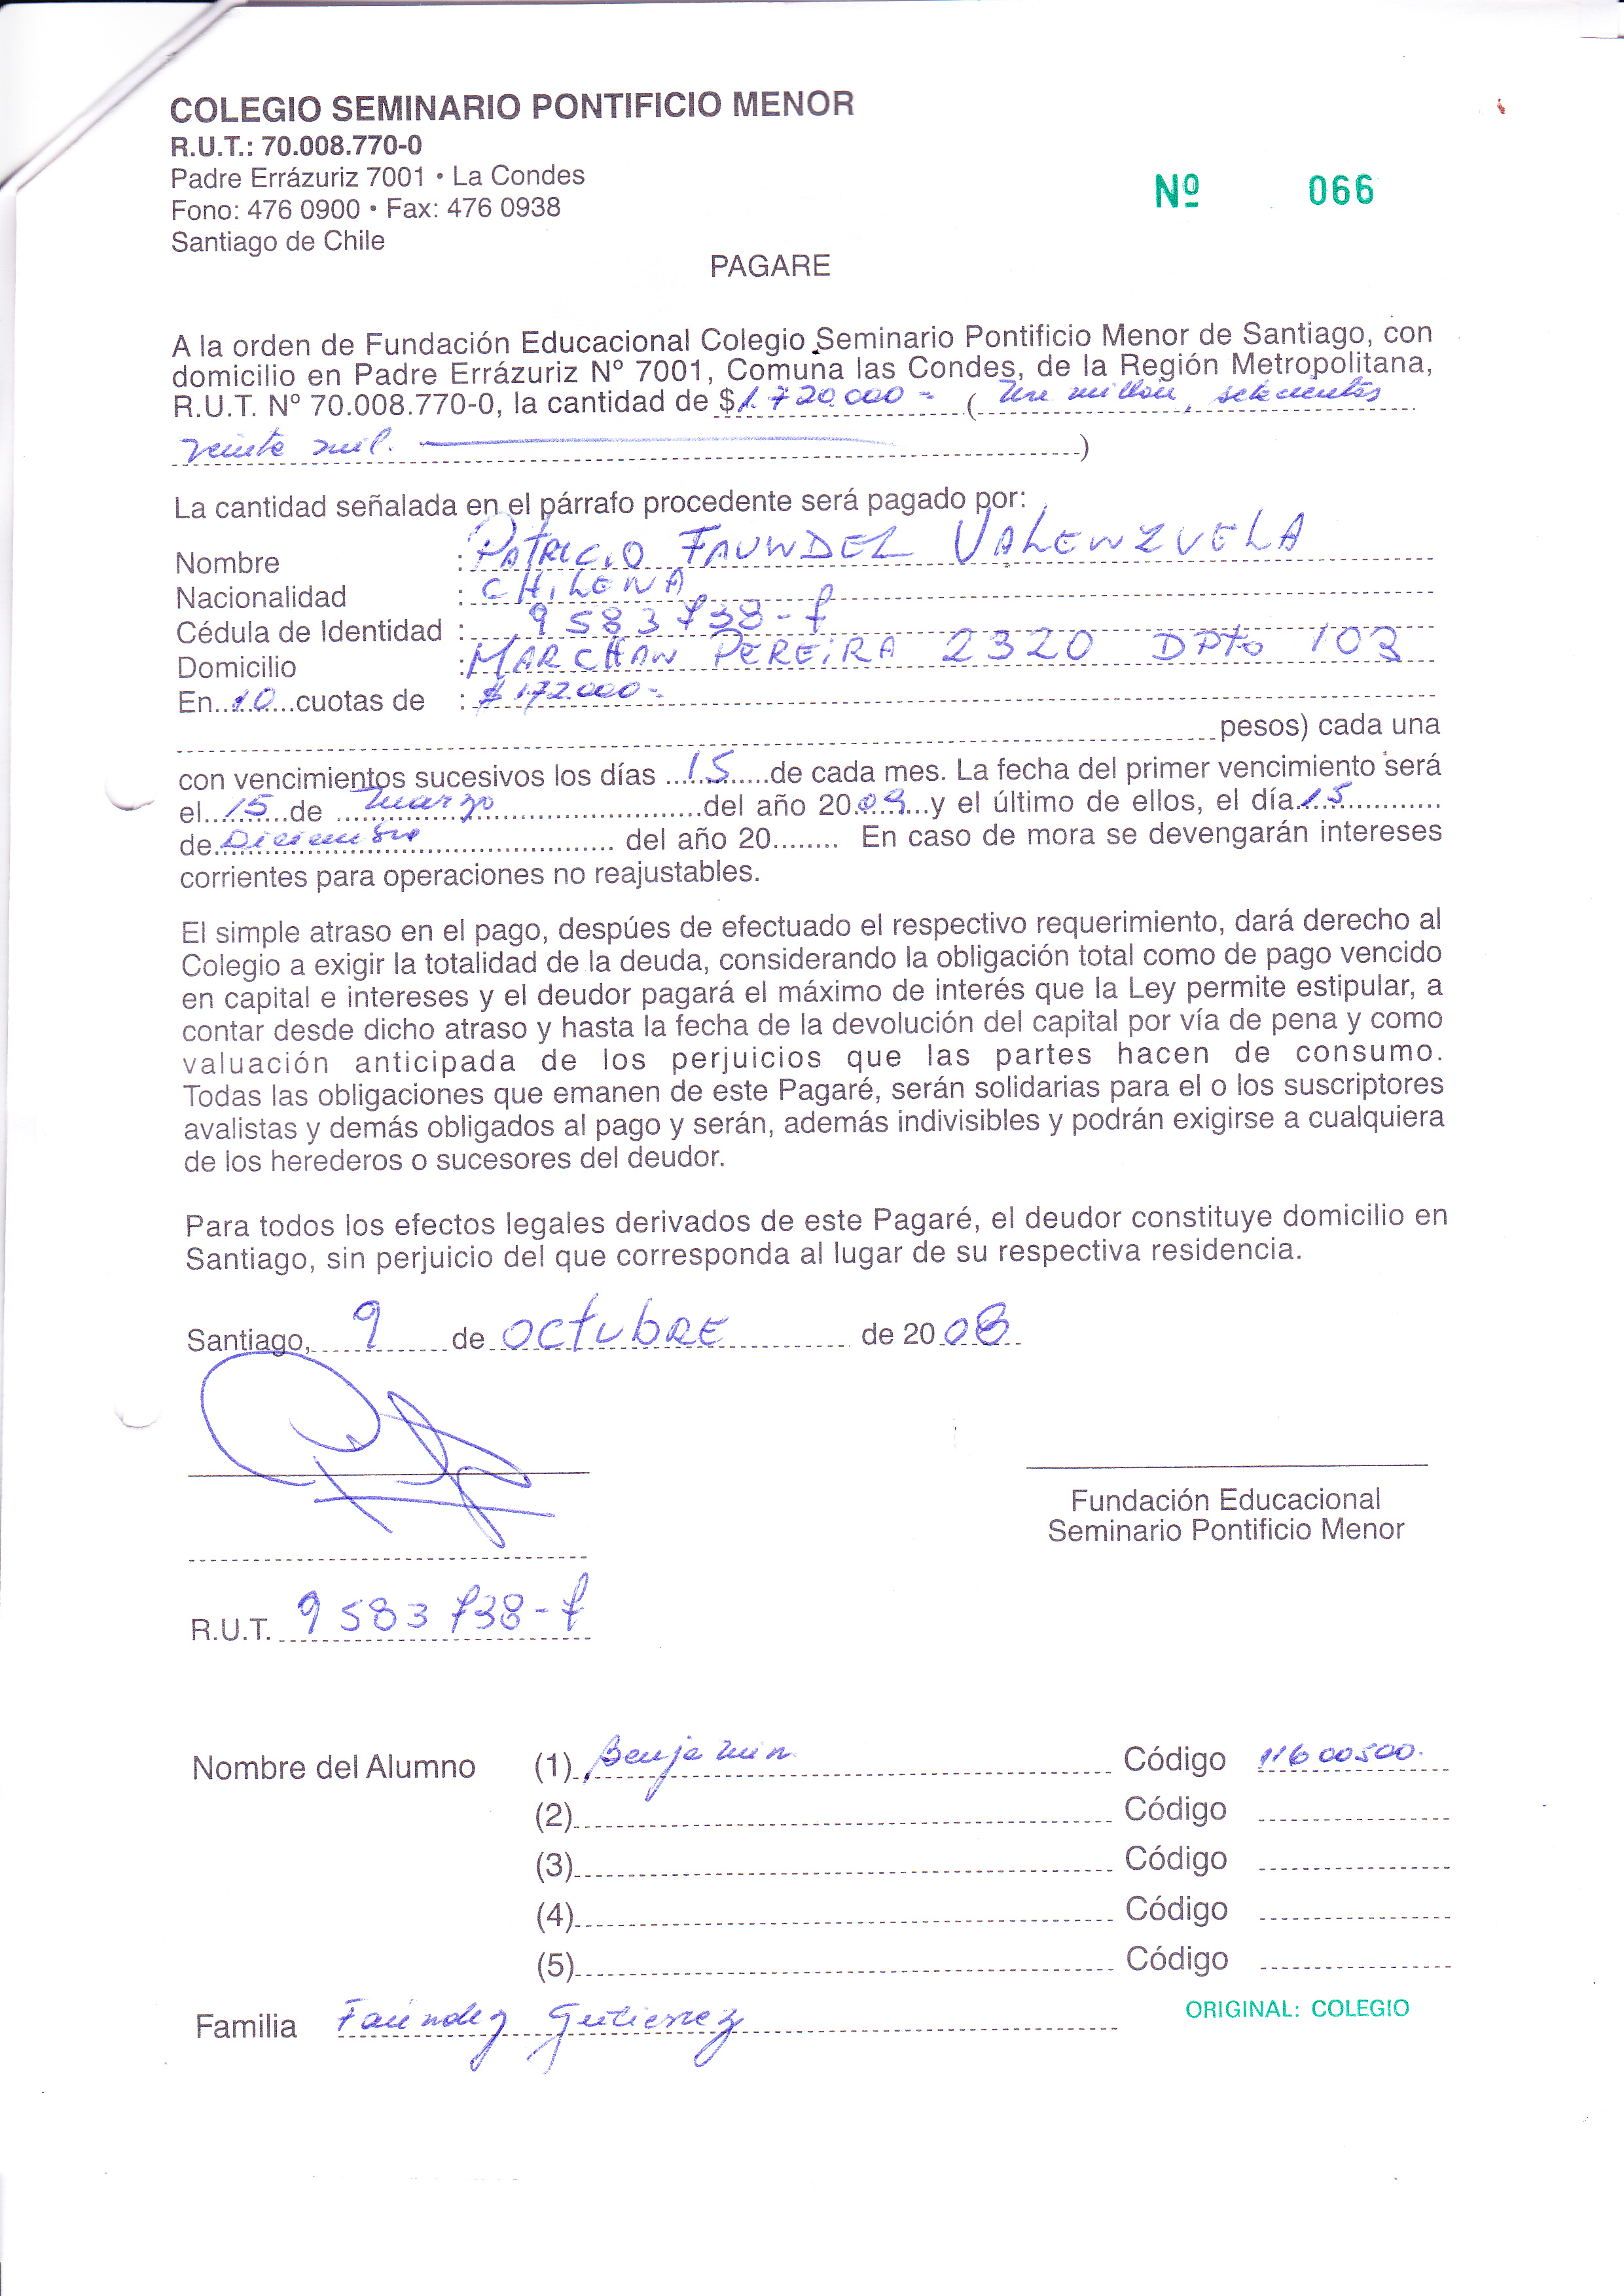 COLEGIO SEMINARIO PONTIFICIO MENOR
R.U.T.: 70.008.770-0
Padre Errázuriz 7001 • La Condes
Fono: 476 0900 • Fax: 476 0938
Santiago de Chile
Nº 066
PAGARE
A la orden de Fundación Educacional Colegio Seminario Pontificio Menor de Santiago, con
domicilio en Padre Errázuriz Nº 7001, Comuna las Condes, de la Región Metropolitana,
R.U.T. Nº 70.008.770-0, la cantidad de $ 1.720.000 = ( Un millón, setecientos
veinte mil. )
La cantidad señalada en el párrafo procedente será pagado por:
Nombre : PATRICIO FAUNDEZ VALENZUELA
Nacionalidad : CHILENA
Cédula de Identidad : 9583738-7
Domicilio : MARCHAN PEREIRA 2320 DPTO 103
En 10 cuotas de : $ 172.000 =
pesos) cada una
con vencimientos sucesivos los días 15 de cada mes. La fecha del primer vencimiento será
el 15 de Marzo del año 2009 y el último de ellos, el día 15
de Diciembre del año 20........ En caso de mora se devengarán intereses
corrientes para operaciones no reajustables.
El simple atraso en el pago, despúes de efectuado el respectivo requerimiento, dará derecho al
Colegio a exigir la totalidad de la deuda, considerando la obligación total como de pago vencido
en capital e intereses y el deudor pagará el máximo de interés que la Ley permite estipular, a
contar desde dicho atraso y hasta la fecha de la devolución del capital por vía de pena y como
valuación anticipada de los perjuicios que las partes hacen de consumo.
Todas las obligaciones que emanen de este Pagaré, serán solidarias para el o los suscriptores
avalistas y demás obligados al pago y serán, además indivisibles y podrán exigirse a cualquiera
de los herederos o sucesores del deudor.
Para todos los efectos legales derivados de este Pagaré, el deudor constituye domicilio en
Santiago, sin perjuicio del que corresponda al lugar de su respectiva residencia.
Santiago, 9 de OCTUBRE de 2008
Fundación Educacional
Seminario Pontificio Menor
R.U.T. 9583738-7
Nombre del Alumno (1) Benjamin Código 11600500.
(2) Código
(3) Código
(4) Código
(5) Código
Familia Faúndez Gutierrez
ORIGINAL: COLEGIO